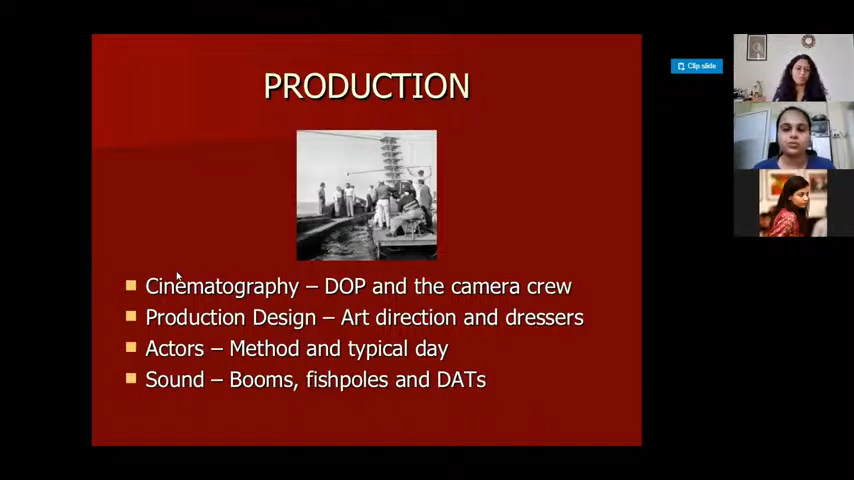 PRODUCTION
Clip slide
Cinematography – DOP and the camera crew
Production Design – Art direction and dressers
Actors – Method and typical day
Sound – Booms, fishpoles and DATs